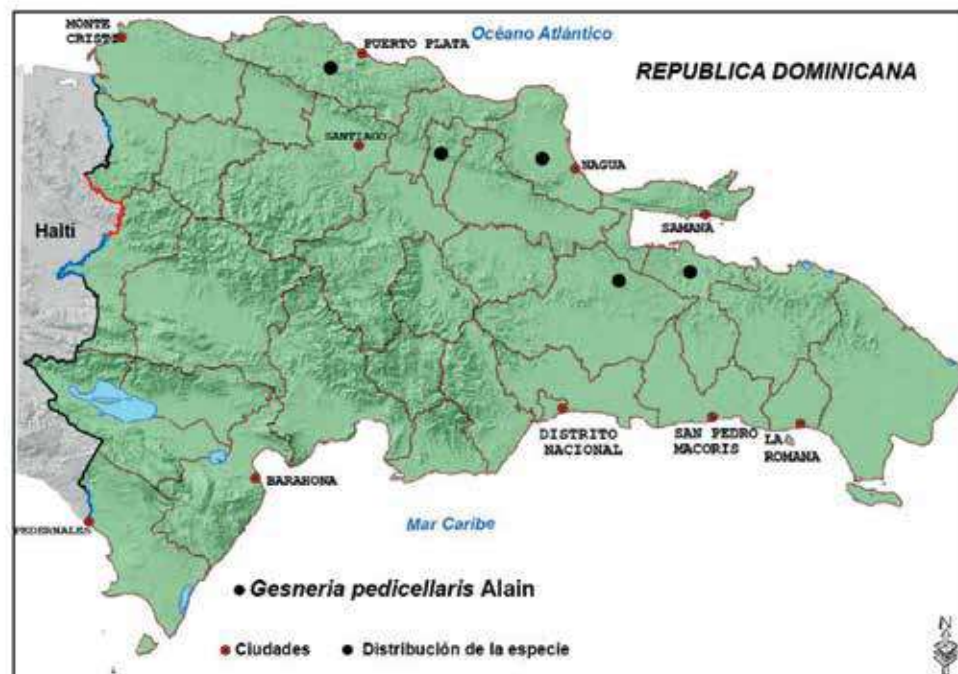 MONTE
CRISTI
PUERTO PLATA
Océano Atlántico
REPUBLICA DOMINICANA
SANTIAGO
NAGUA
SAMANA
Haiti
DISTRITO
NACIONAL
SAN PEDRO
MACORIS
LA
ROMANA
BARAHONA
PEDERNALES
Mar Caribe
Gesneria pedicellaris Alain
Ciudades
Distribución de la especie
N